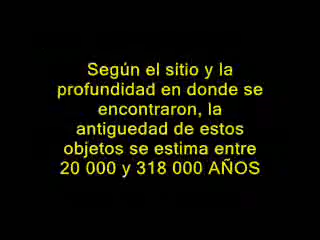 Según el sitio y la
profundidad en donde se
encontraron, la
antiguedad de estos
objetos se estima entre
20 000 y 318 000 AÑOS